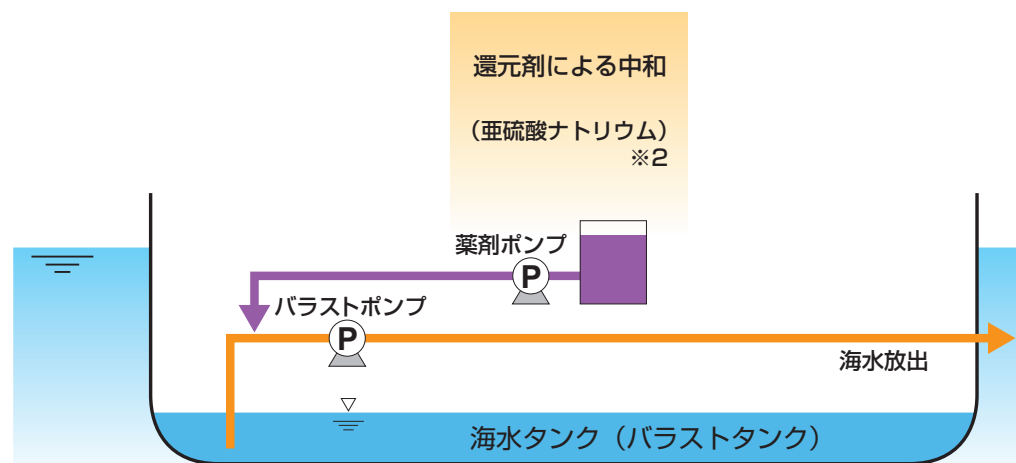 還元剤による中和
（亜硫酸ナトリウム）
※2
薬剤ポンプ
P
バラストポンプ
P
海水放出
海水タンク（バラストタンク）